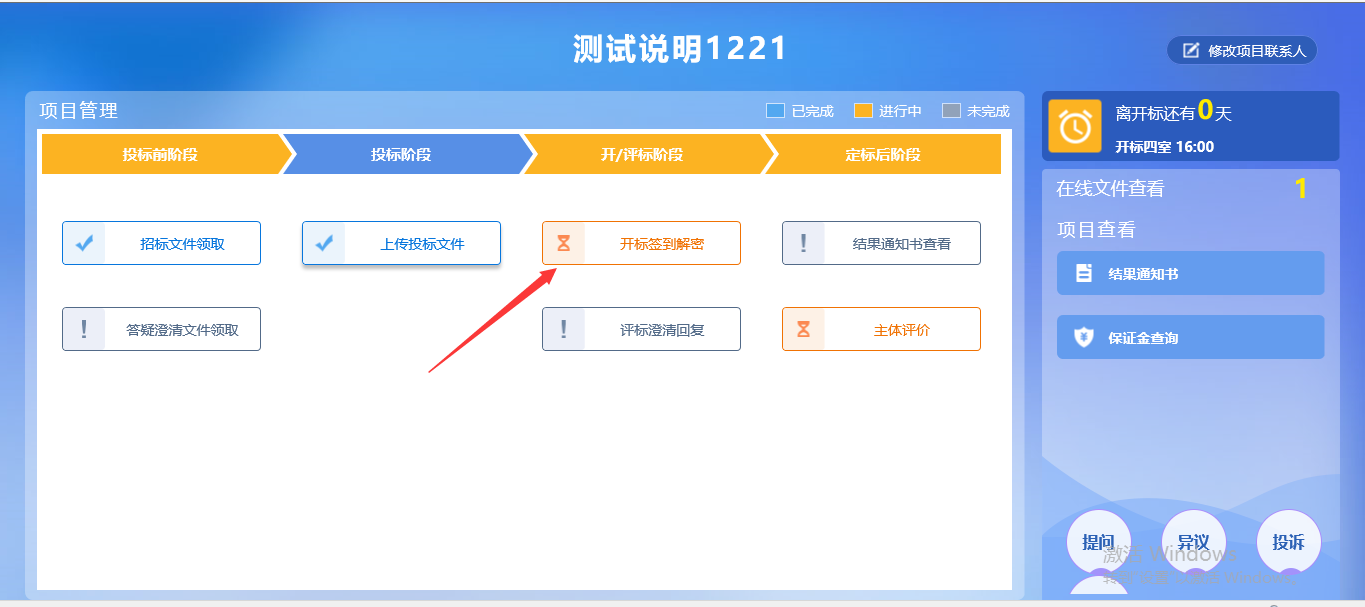 测试说明1221
修改项目联系人
项目管理
已完成
进行中
未完成
投标前阶段
投标阶段
开/评标阶段
定标后阶段
招标文件领取
上传投标文件
开标签到解密
结果通知书查看
答疑澄清文件领取
评标澄清回复
主体评价
离开标还有0天
开标四室 16:00
在线文件查看
1
项目查看
结果通知书
保证金查询
提问
异议
投诉
激活 Windows